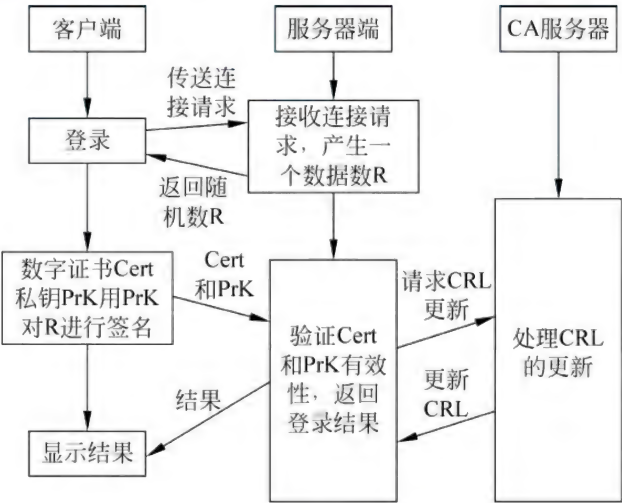 客户端
服务器端
CA服务器
传送连
接请求
登录
接收连接请
求，产生一
个数据数R
返回随
机数R
数字证书Cert
私钥PrK用PrK
对R进行签名
Cert
和PrK
验证Cert
和PrK有效
性，返回
登录结果
请求CRL
更新
处理CRL
的更新
更新
CRL
结果
显示结果